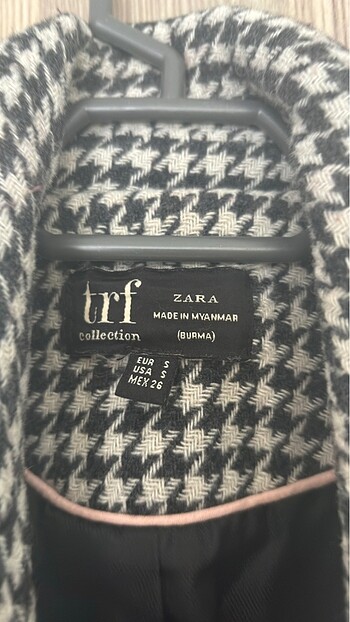 trf
collection
ZARA
MADE IN MYANMAR
(BURMA)
EUR S
USA S
MEX 26